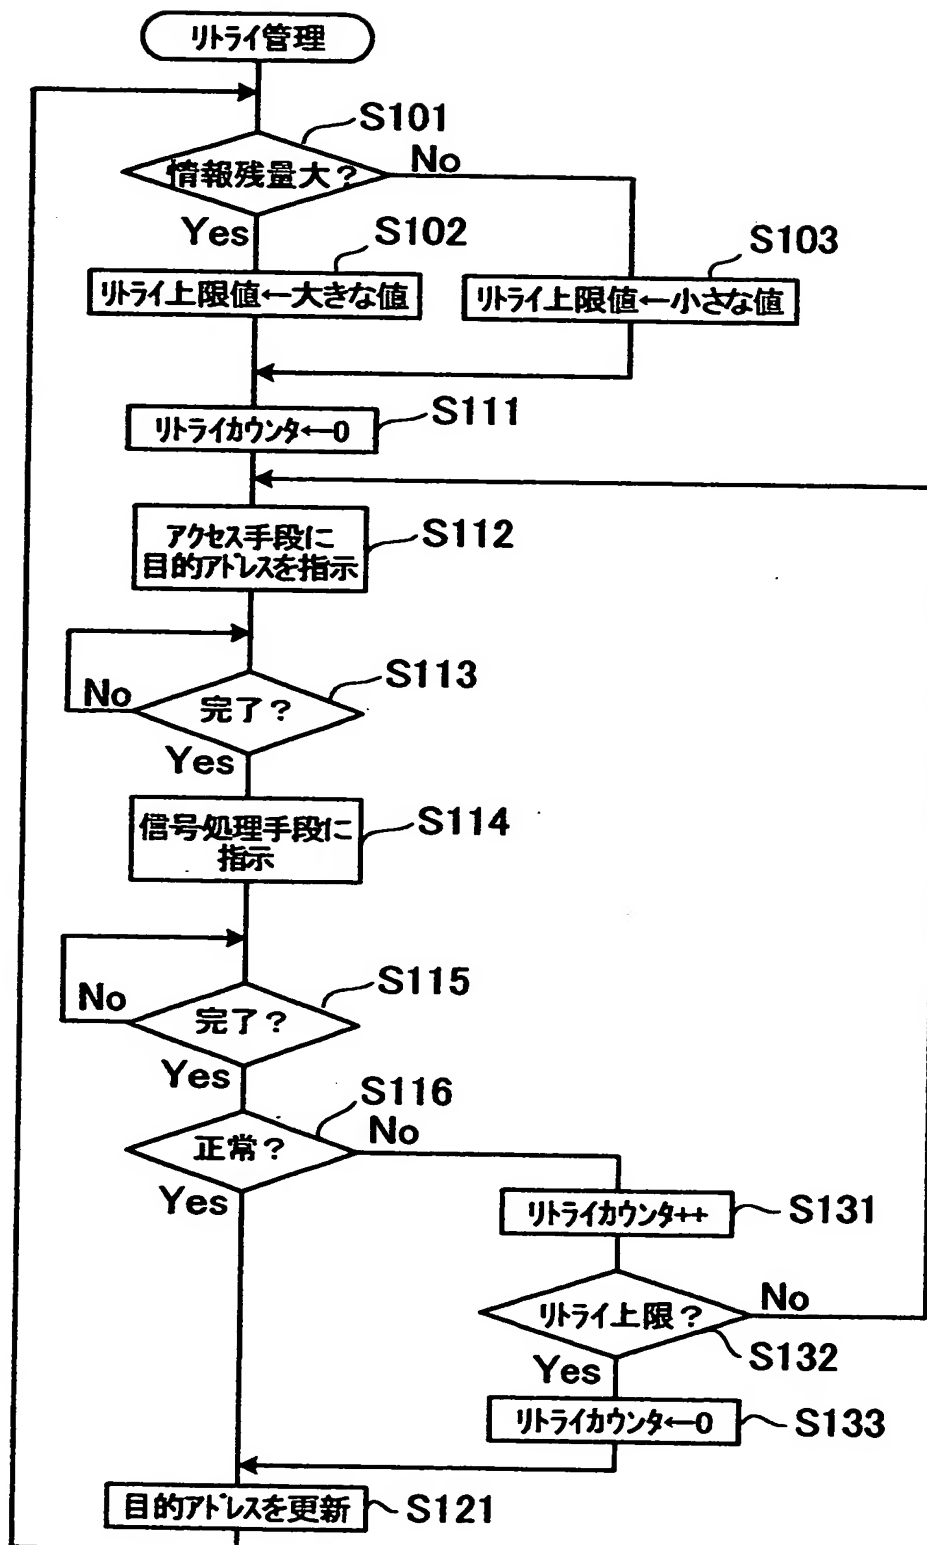 リトライ管理
S101
情報残量大？
No
Yes
S102
S103
リトライ上限値←大きな値
リトライ上限値←小さな値
リトライカウンタ←0
S111
アクセス手段に
目的アドレスを指示
S112
S113
No
完了？
Yes
信号処理手段に
指示
S114
S115
No
完了？
Yes
S116
正常？
No
Yes
リトライカウンタ++
S131
リトライ上限？
No
S132
Yes
リトライカウンタ←0
S133
目的アドレスを更新
S121